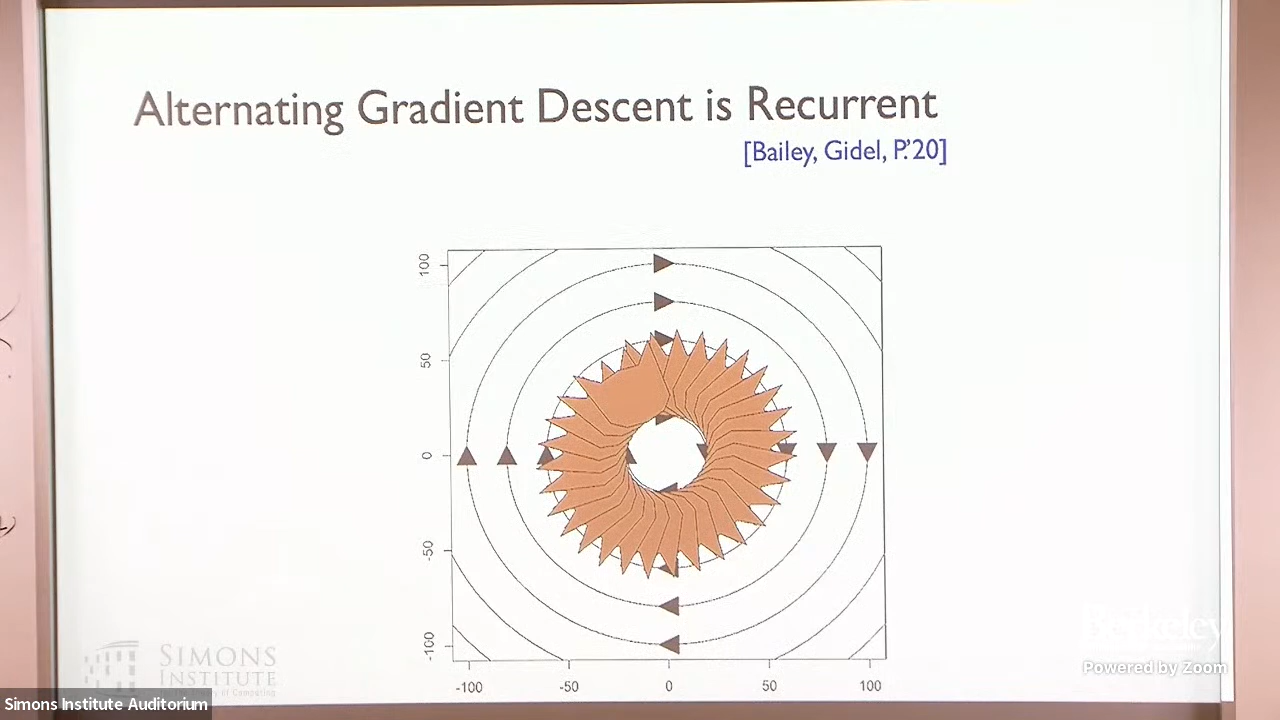 Alternating Gradient Descent is Recurrent
[Bailey, Gidel, P.'20]
100
50
0
-50
-100
-100
-50
0
50
100
SIMONS
INSTITUTE
Berkeley
Powered by Zoom
Simons Institute Auditorium